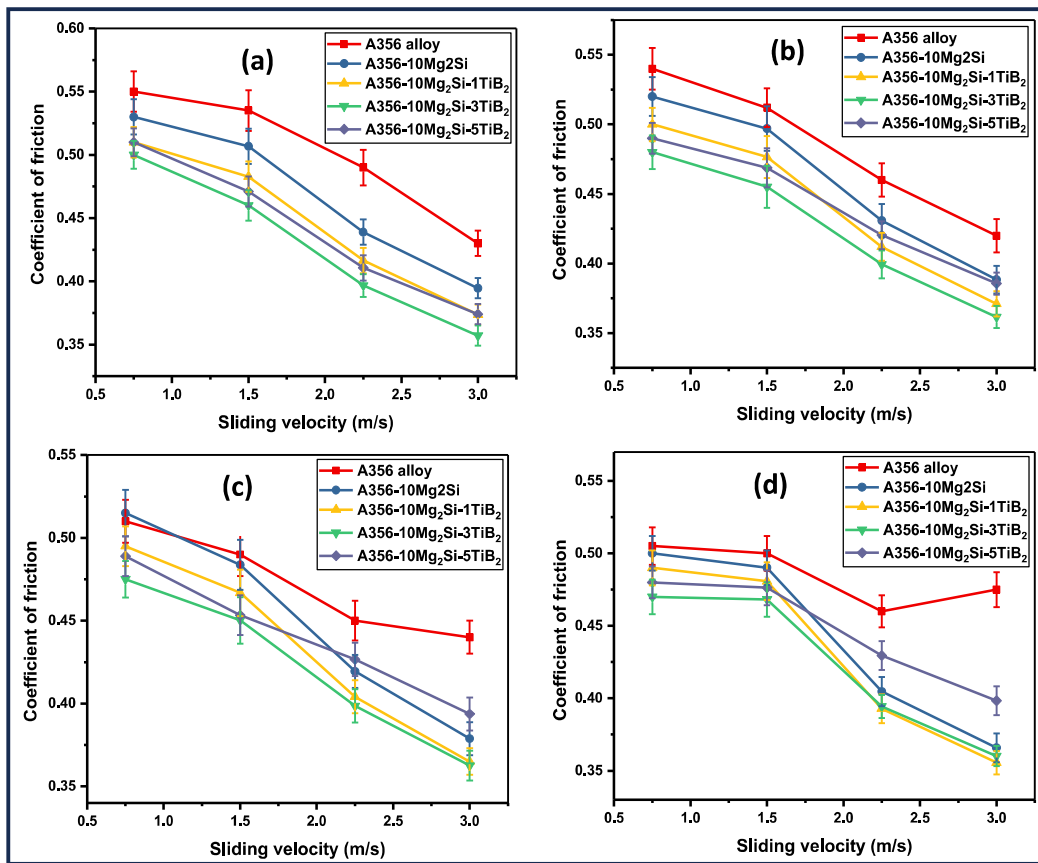 (a)
A356 alloy
A356-10Mg2Si
A356-10Mg₂Si-1TiB₂
A356-10Mg₂Si-3TiB₂
A356-10Mg₂Si-5TiB₂
Coefficient of friction
0.60
0.55
0.50
0.45
0.40
0.35
0.5 1.0 1.5 2.0 2.5 3.0
Sliding velocity (m/s)
(b)
A356 alloy
A356-10Mg2Si
A356-10Mg₂Si-1TiB₂
A356-10Mg₂Si-3TiB₂
A356-10Mg₂Si-5TiB₂
Coefficient of friction
0.55
0.50
0.45
0.40
0.35
0.5 1.0 1.5 2.0 2.5 3.0
Sliding velocity (m/s)
(c)
A356 alloy
A356-10Mg2Si
A356-10Mg₂Si-1TiB₂
A356-10Mg₂Si-3TiB₂
A356-10Mg₂Si-5TiB₂
Coefficient of friction
0.55
0.50
0.45
0.40
0.35
0.5 1.0 1.5 2.0 2.5 3.0
Sliding velocity (m/s)
(d)
A356 alloy
A356-10Mg2Si
A356-10Mg₂Si-1TiB₂
A356-10Mg₂Si-3TiB₂
A356-10Mg₂Si-5TiB₂
Coefficient of friction
0.55
0.50
0.45
0.40
0.35
0.5 1.0 1.5 2.0 2.5 3.0
Sliding velocity (m/s)